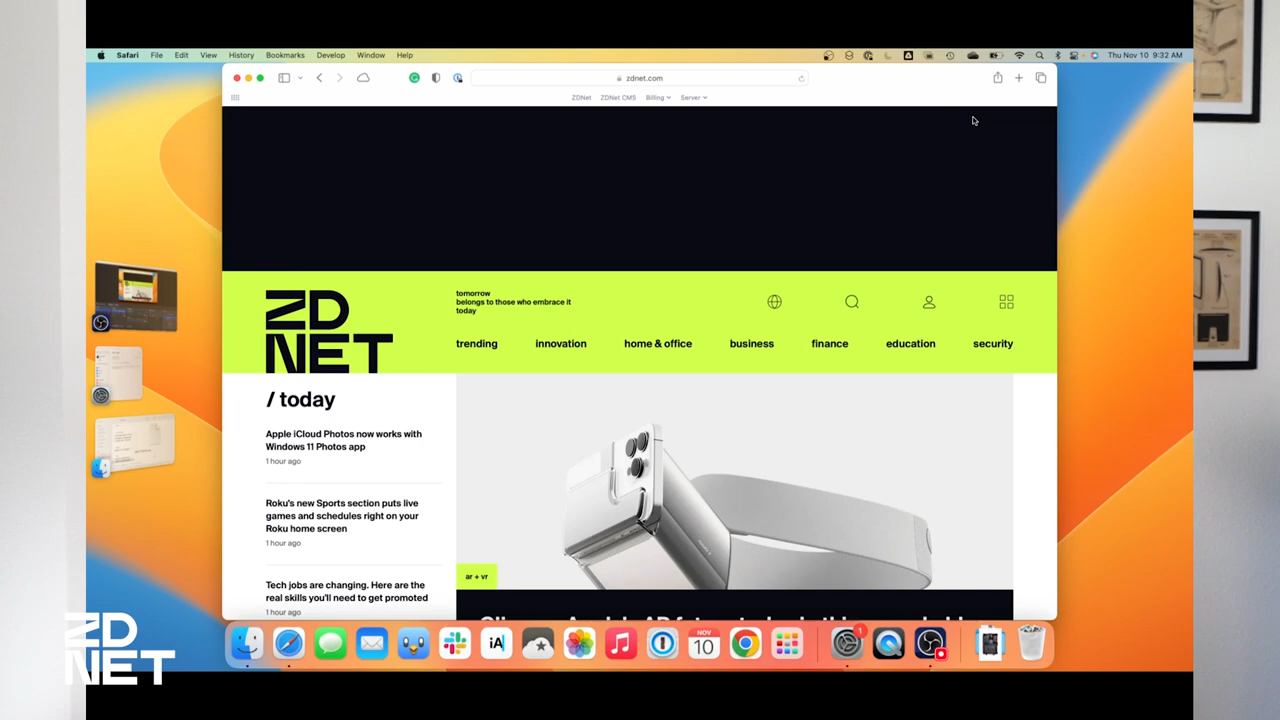 Safari File Edit View History Bookmarks Develop Window Help
Thu Nov 10 9:32 AM
zdnet.com
ZDNet ZDNet CMS Billing Server
tomorrow
belongs to those who embrace it
today
ZD
NET
trending innovation home & office business finance education security
/ today
Apple iCloud Photos now works with
Windows 11 Photos app
1 hour ago
Roku's new Sports section puts live
games and schedules right on your
Roku home screen
1 hour ago
Tech jobs are changing. Here are the
real skills you'll need to get promoted
1 hour ago
ar + vr
iA
NOV
10
1
ZD
NET